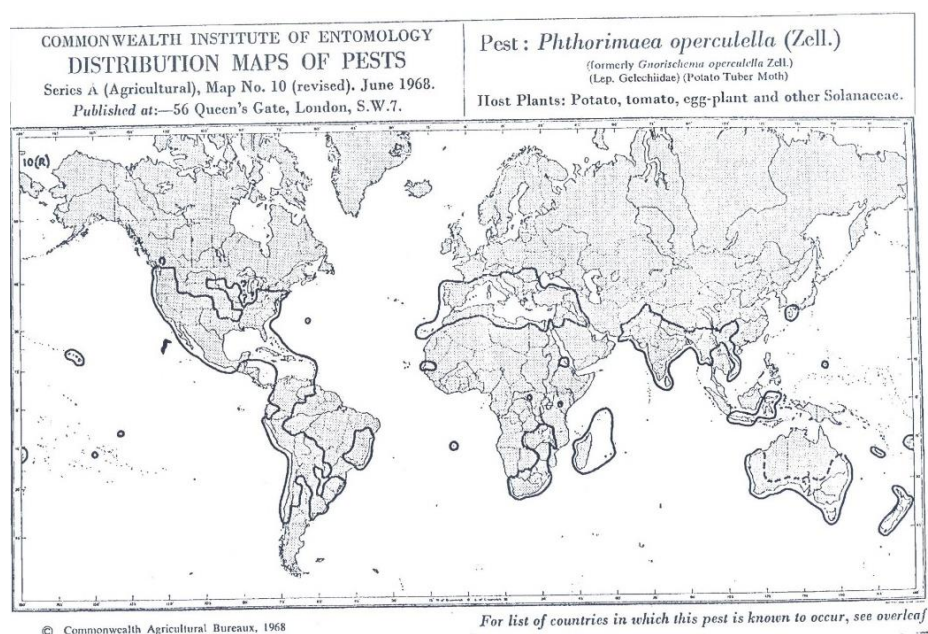 COMMONWEALTH INSTITUTE OF ENTOMOLOGY
DISTRIBUTION MAPS OF PESTS
Series A (Agricultural), Map No. 10 (revised). June 1968.
Published at:—56 Queen's Gate, London, S.W.7.
Pest: Phthorimaea operculella (Zell.)
(formerly Gnorischema operculella Zell.)
(Lep. Gelechiidae) (Potato Tuber Moth)
Host Plants: Potato, tomato, egg-plant and other Solanaceae.
10(R)
© Commonwealth Agricultural Bureaux, 1968
For list of countries in which this pest is known to occur, see overleaf